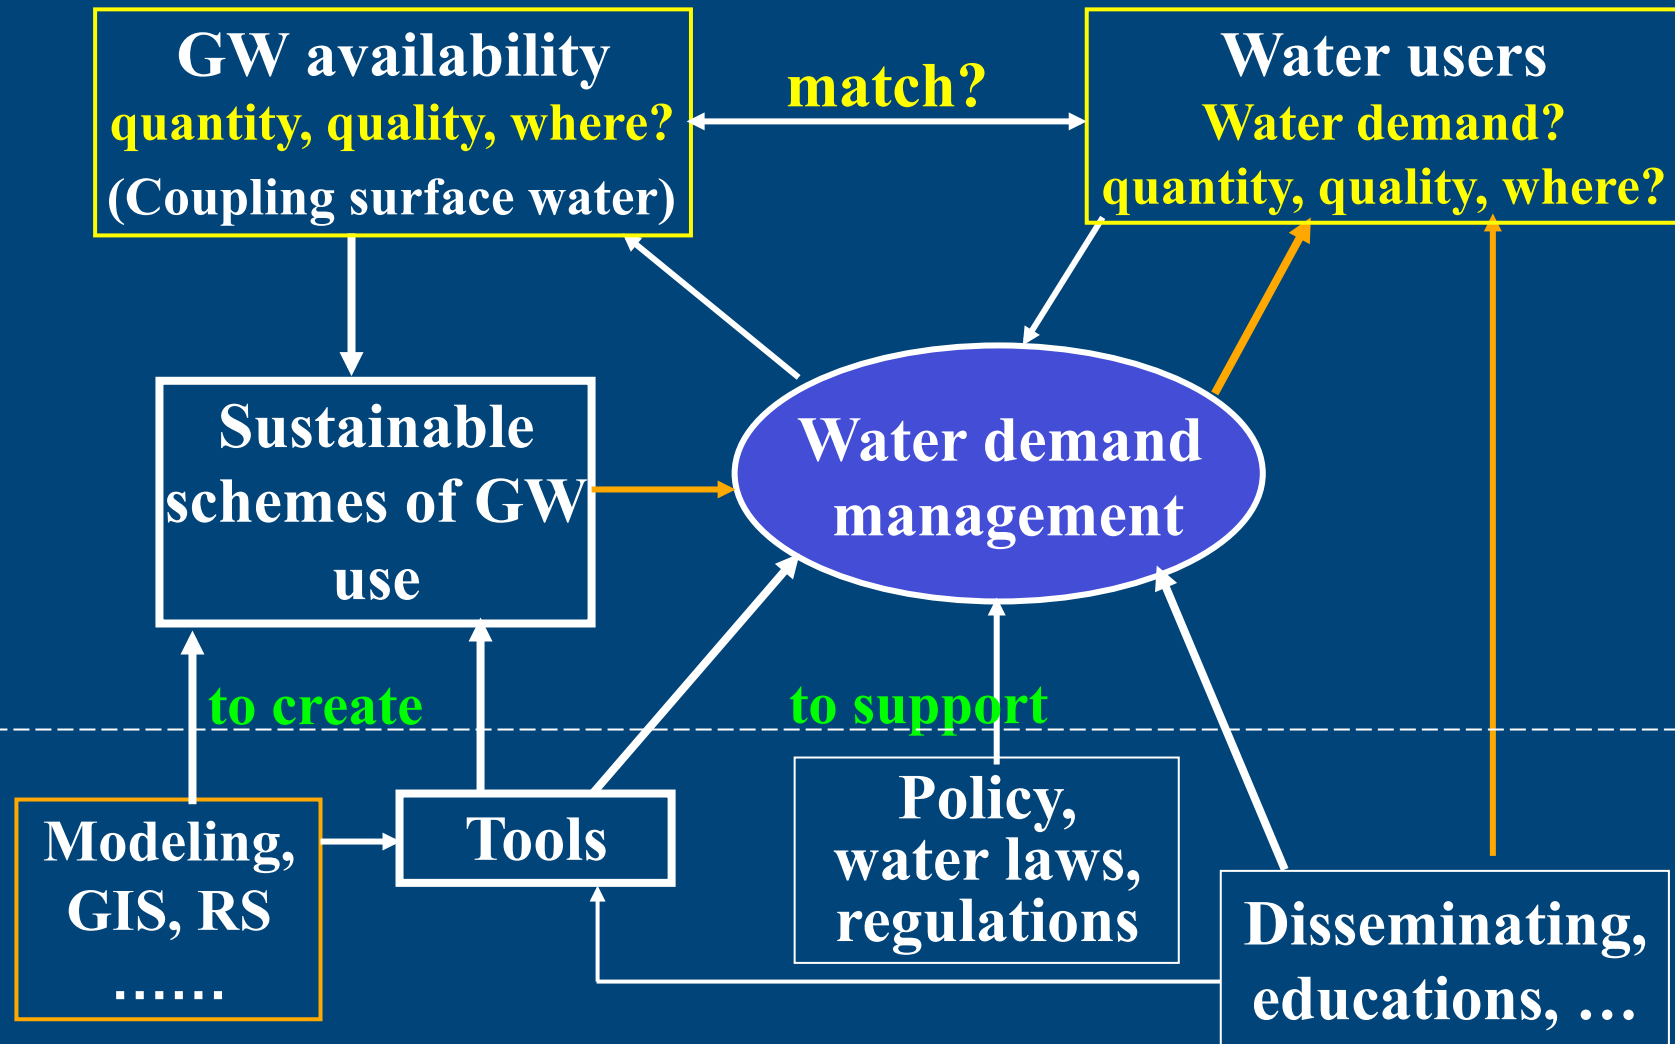 GW availability
quantity, quality, where?
(Coupling surface water)
match?
Water users
Water demand?
quantity, quality, where?
Sustainable
schemes of GW
use
Water demand
management
to create
to support
Modeling,
GIS, RS
......
Tools
Policy,
water laws,
regulations
Disseminating,
educations, ...